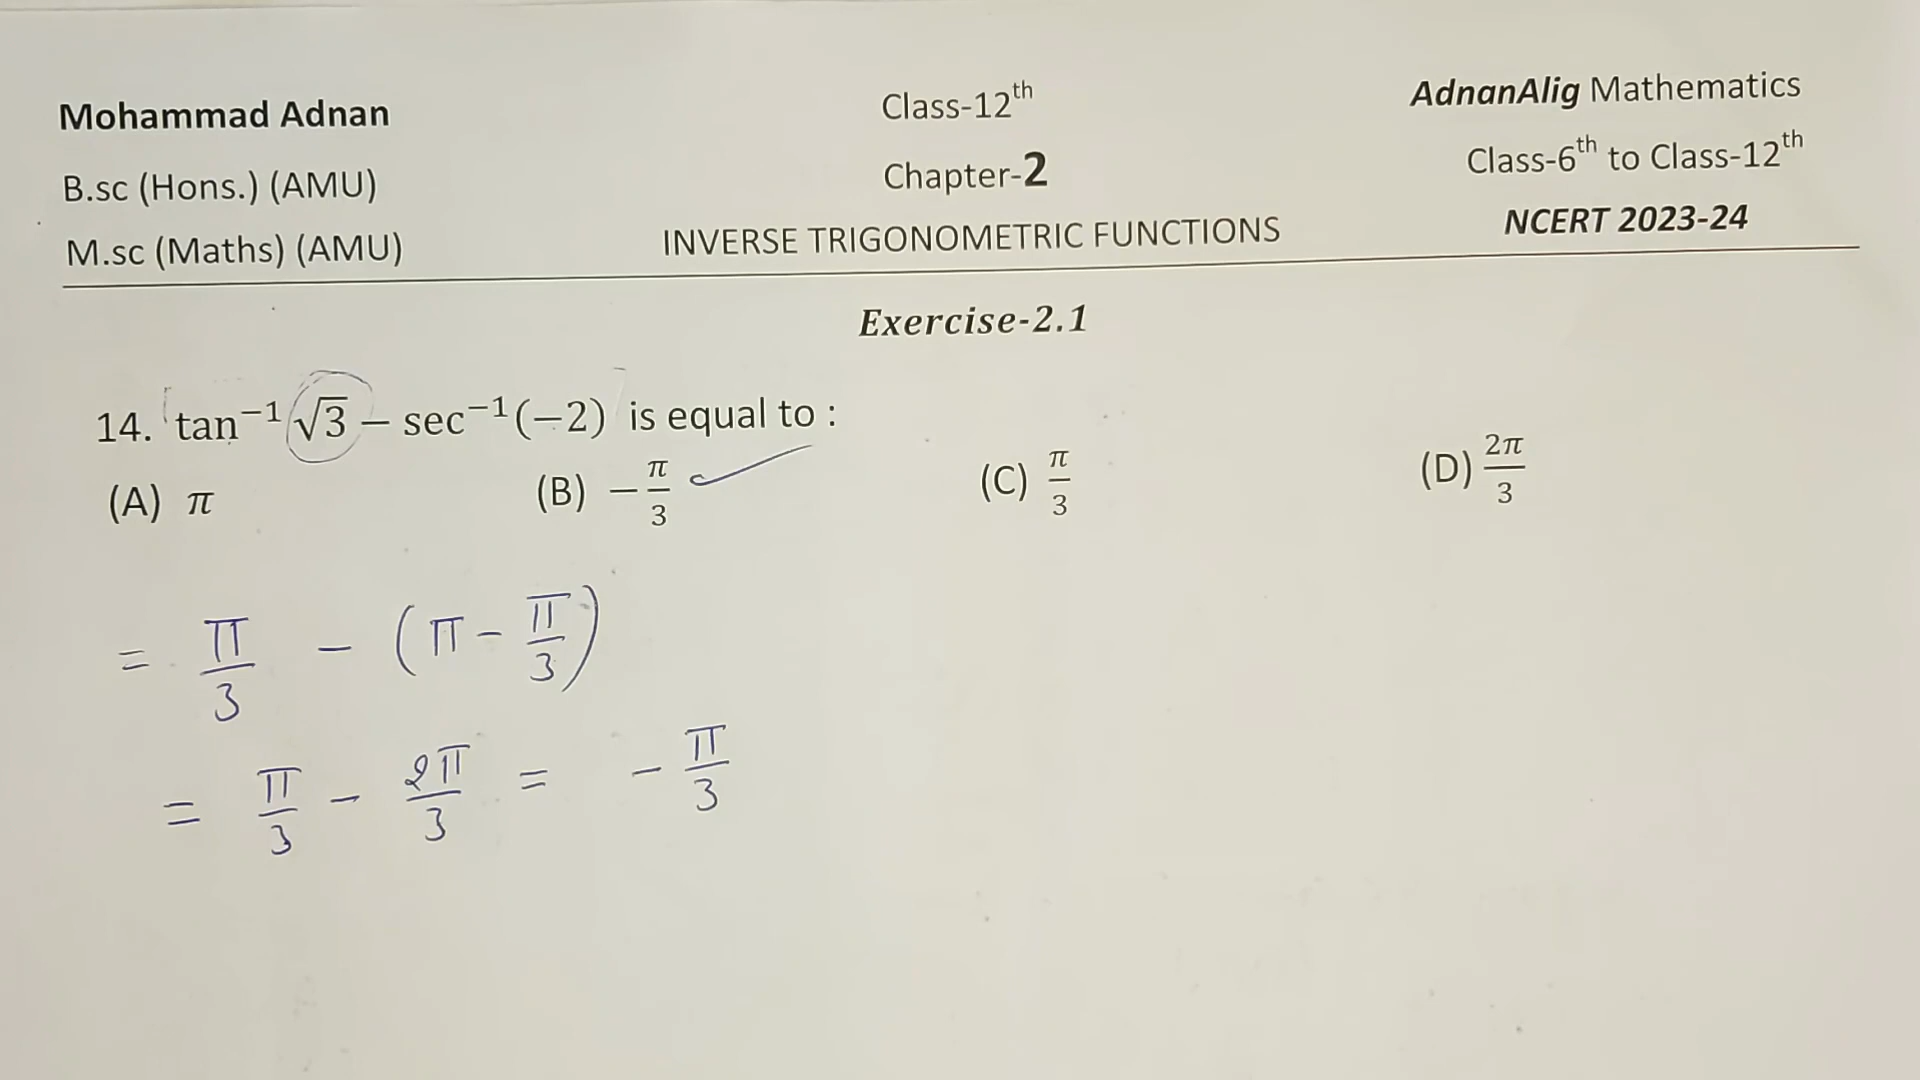 Mohammad Adnan
B.sc (Hons.) (AMU)
M.sc (Maths) (AMU)
Class-12th
Chapter-2
INVERSE TRIGONOMETRIC FUNCTIONS
AdnanAlig Mathematics
Class-6th to Class-12th
NCERT 2023-24
Exercise-2.1
14. tan⁻¹ √3 − sec⁻¹(−2) is equal to :
(A) π (B) −π/3 (C) π/3 (D) 2π/3
= π/3 − (π − π/3)
= π/3 − 2π/3 = −π/3